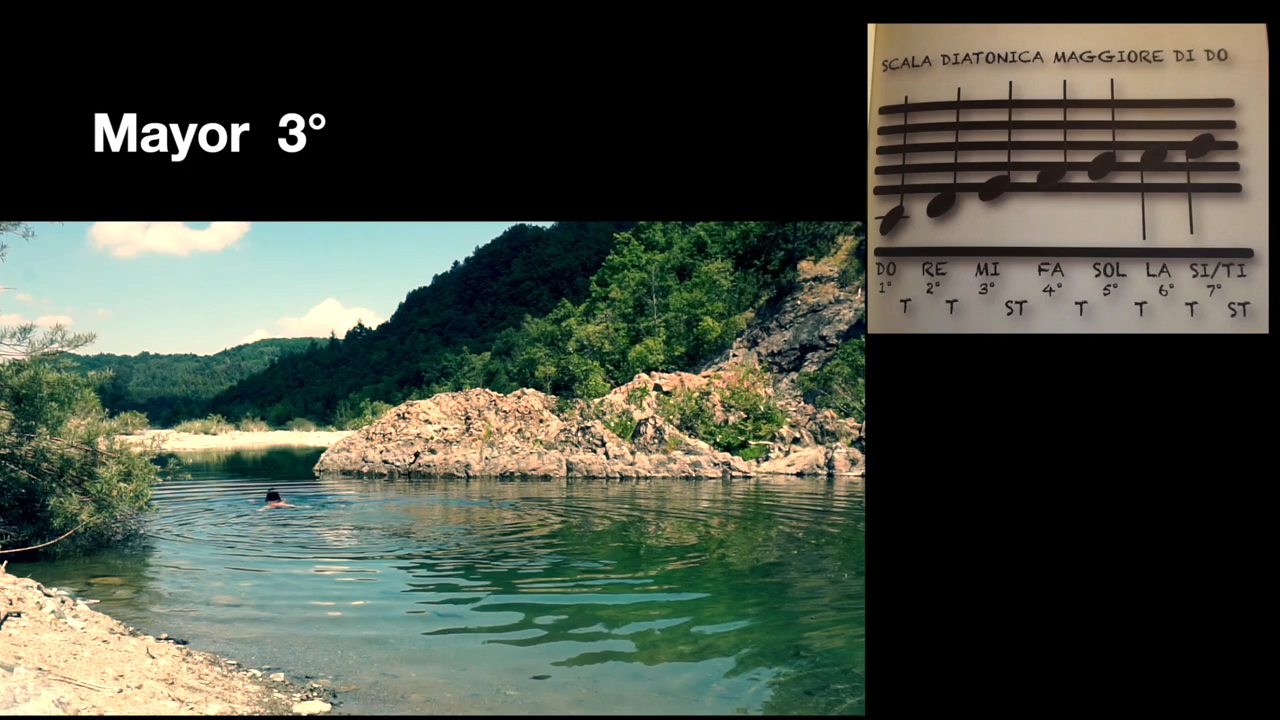 Mayor 3°
SCALA DIATONICA MAGGIORE DI DO
DO RE MI FA SOL LA SI/TI
1° 2° 3° 4° 5° 6° 7°
T T ST T T T ST